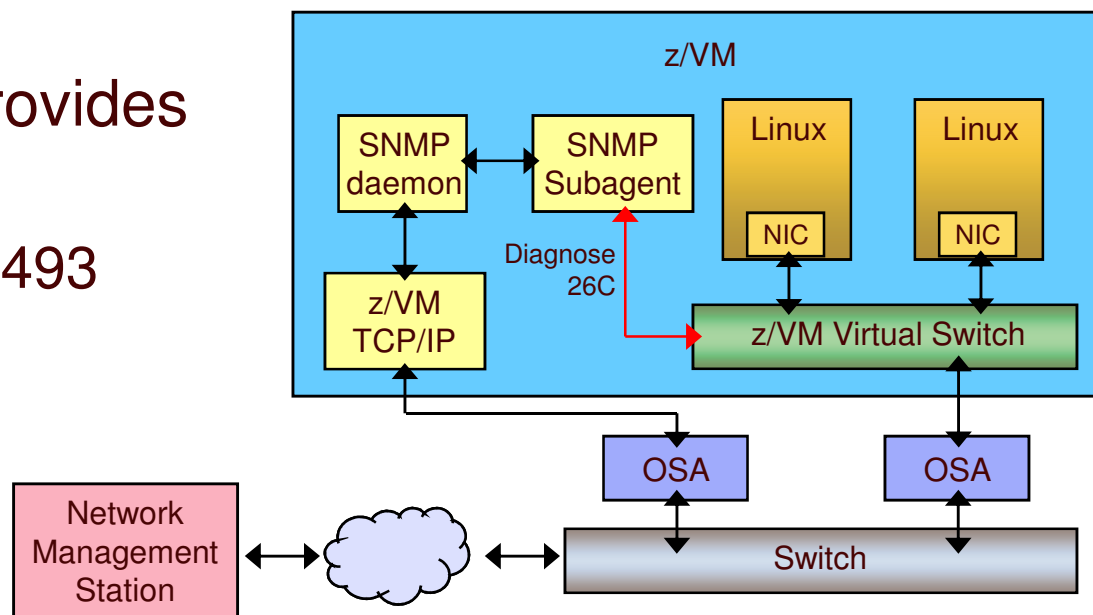 rovides
493
z/VM
SNMP
daemon
SNMP
Subagent
Linux
Linux
NIC
NIC
Diagnose
26C
z/VM
TCP/IP
z/VM Virtual Switch
OSA
OSA
Network
Management
Station
Switch